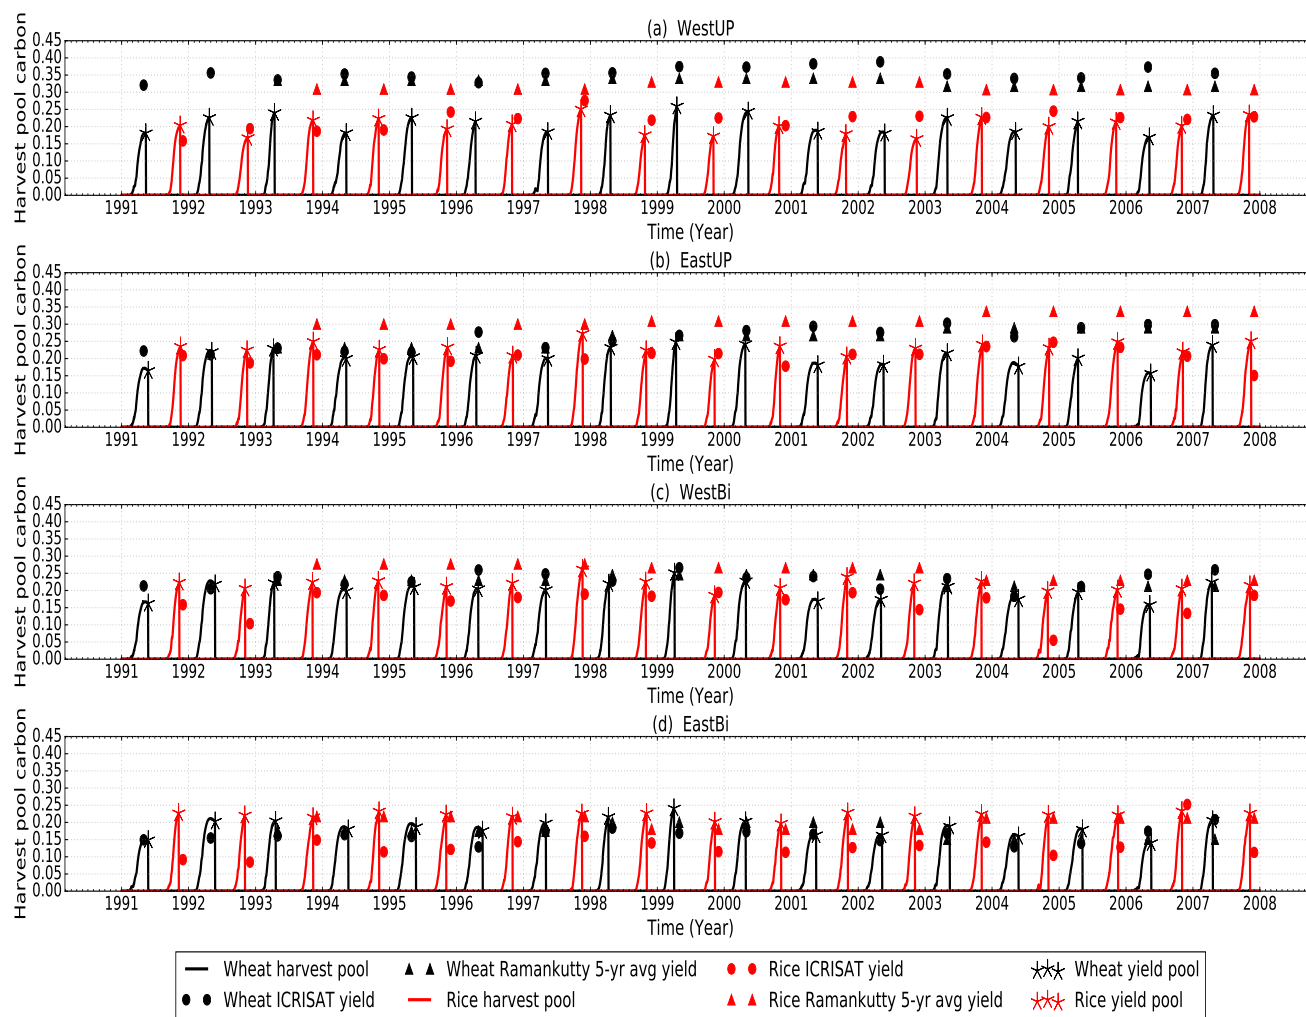 (a) WestUP
Harvest pool carbon
0.45
0.40
0.35
0.30
0.25
0.20
0.15
0.10
0.05
0.00
1991 1992 1993 1994 1995 1996 1997 1998 1999 2000 2001 2002 2003 2004 2005 2006 2007 2008
Time (Year)
(b) EastUP
Harvest pool carbon
0.45
0.40
0.35
0.30
0.25
0.20
0.15
0.10
0.05
0.00
1991 1992 1993 1994 1995 1996 1997 1998 1999 2000 2001 2002 2003 2004 2005 2006 2007 2008
Time (Year)
(c) WestBi
Harvest pool carbon
0.45
0.40
0.35
0.30
0.25
0.20
0.15
0.10
0.05
0.00
1991 1992 1993 1994 1995 1996 1997 1998 1999 2000 2001 2002 2003 2004 2005 2006 2007 2008
Time (Year)
(d) EastBi
Harvest pool carbon
0.45
0.40
0.35
0.30
0.25
0.20
0.15
0.10
0.05
0.00
1991 1992 1993 1994 1995 1996 1997 1998 1999 2000 2001 2002 2003 2004 2005 2006 2007 2008
Time (Year)
Wheat harvest pool Wheat Ramankutty 5-yr avg yield Rice ICRISAT yield Wheat yield pool
Wheat ICRISAT yield Rice harvest pool Rice Ramankutty 5-yr avg yield Rice yield pool